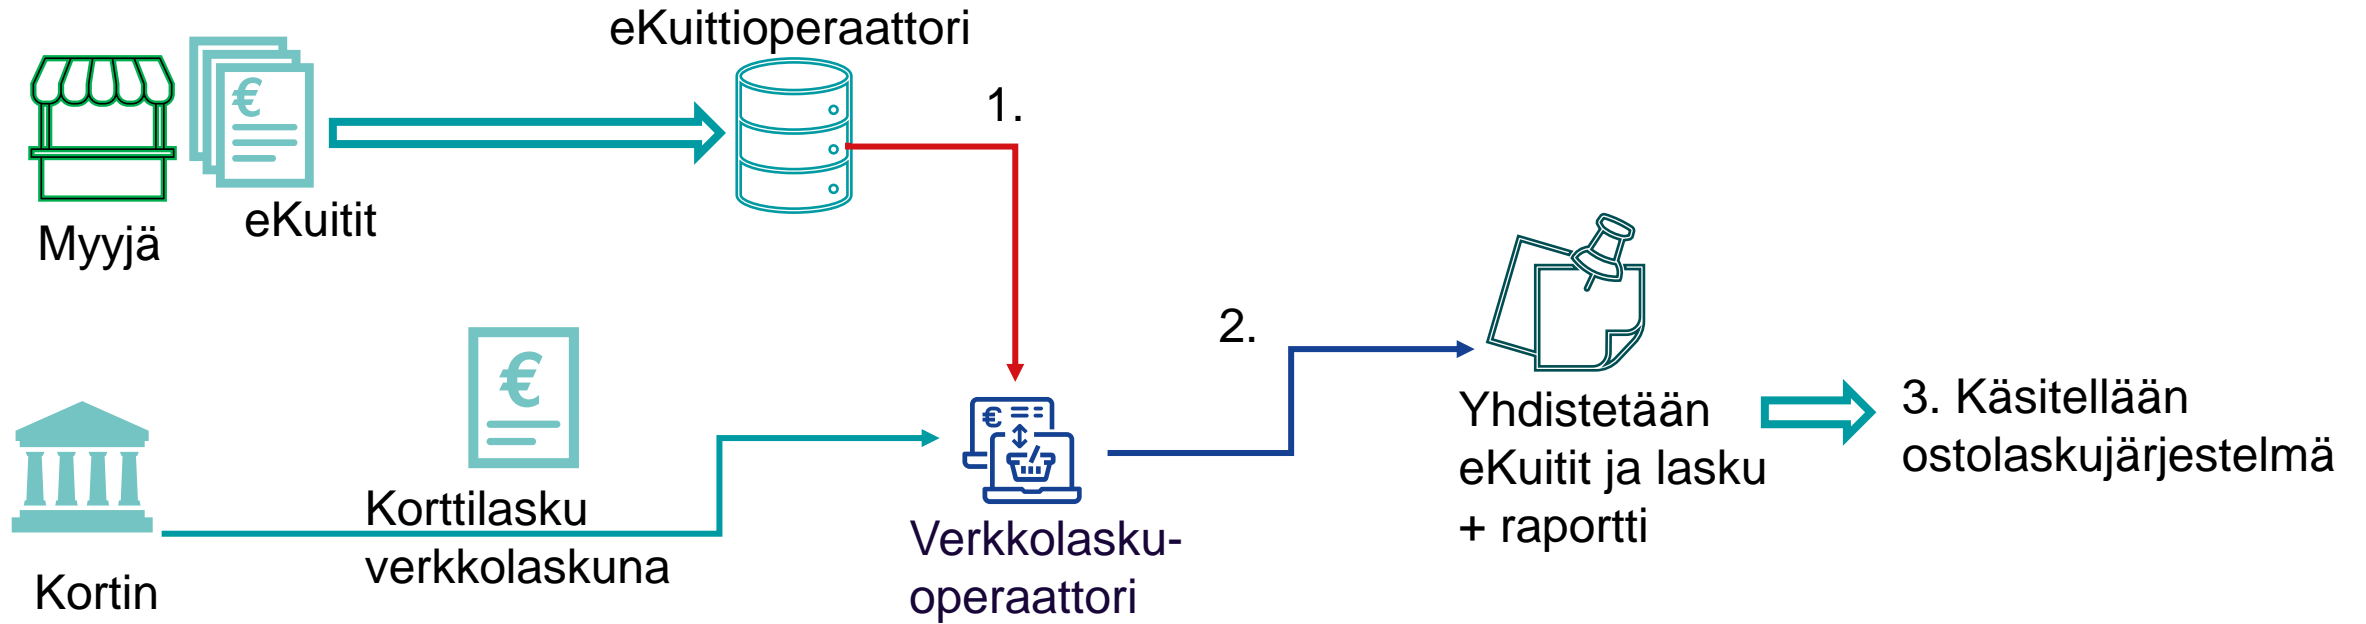 eKuittioperaattori
1.
€
eKuitit
Myyjä
2.
€
Korttilasku
verkkolaskuna
Kortin
€
Verkkolasku-
operaattori
Yhdistetään
eKuitit ja lasku
+ raportti
3. Käsitellään
ostolaskujärjestelmä